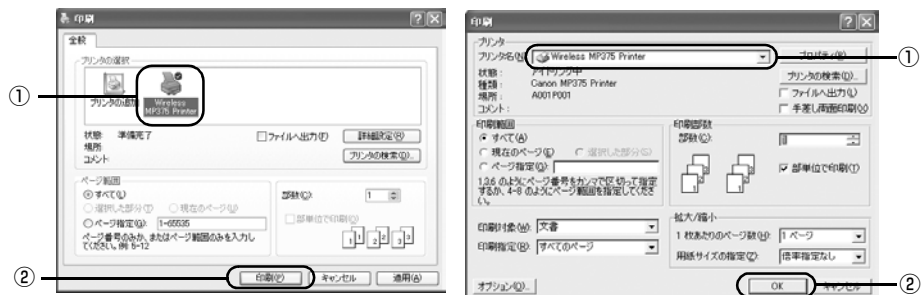 印刷
全般
プリンタの選択
①
プリンタの追加
Wireless
MP375 Printer
状態 準備完了
場所
コメント
ファイルへ出力(F)
詳細設定(R)
プリンタの検索(D)...
ページ範囲
すべて(L)
選択した部分(T)
現在のページ(U)
ページ指定(G): 1-65535
ページ番号のみか、またはページ範囲のみを入力し
てください。例 5-12
部数(C): 1
部単位で印刷(O)
1 1 2 2 3 3
②
印刷(P)
キャンセル
適用(A)
印刷
プリンタ
プリンタ名(N): Wireless MP375 Printer
①
プロパティ(P)
状態: アイドリング中
種類: Canon MP375 Printer
場所: A001P001
コメント:
プリンタの検索(D)...
ファイルへ出力(L)
手差し両面印刷(X)
印刷範囲
すべて(A)
現在のページ(E)
選択した部分(S)
ページ指定(G):
1,3,6 のようにページ番号をカンマで区切って指定
するか、4-8 のようにページ範囲を指定してくださ
い。
印刷部数
部数(C):
部単位で印刷(T)
印刷対象(W): 文書
印刷指定(R): すべてのページ
拡大/縮小
1 枚あたりのページ数(H): 1 ページ
用紙サイズの指定(Z): 倍率指定なし
オプション(O)...
OK
キャンセル
②